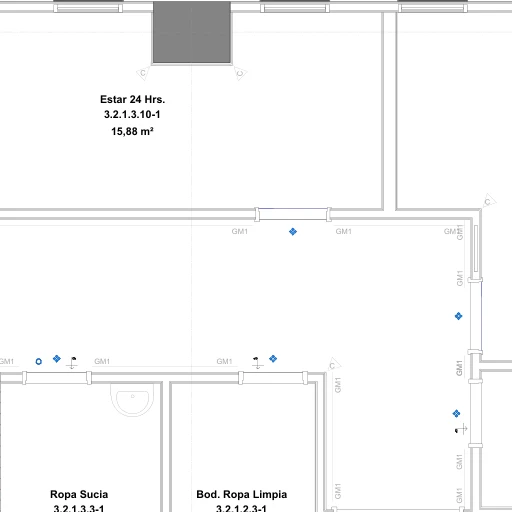 C
C
Estar 24 Hrs.
3.2.1.3.10-1
15,88 m²
C
GM1
GM1
GM1
GM1
GM1
GM1
GM1
GM1
GM1
C
GM1
GM1
Ropa Sucia
3.2.1.3.3-1
Bod. Ropa Limpia
3.2.1.2.3-1
GM1
GM1